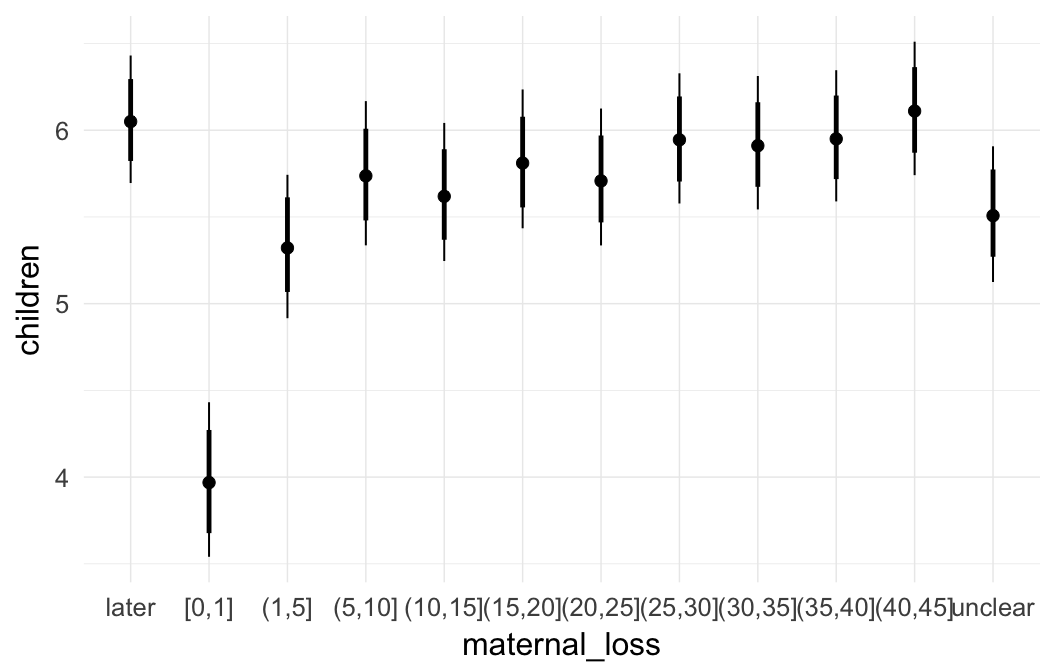 children
6
5
4
later [0,1] (1,5] (5,10] (10,15] (15,20] (20,25] (25,30] (30,35] (35,40] (40,45] unclear
maternal_loss